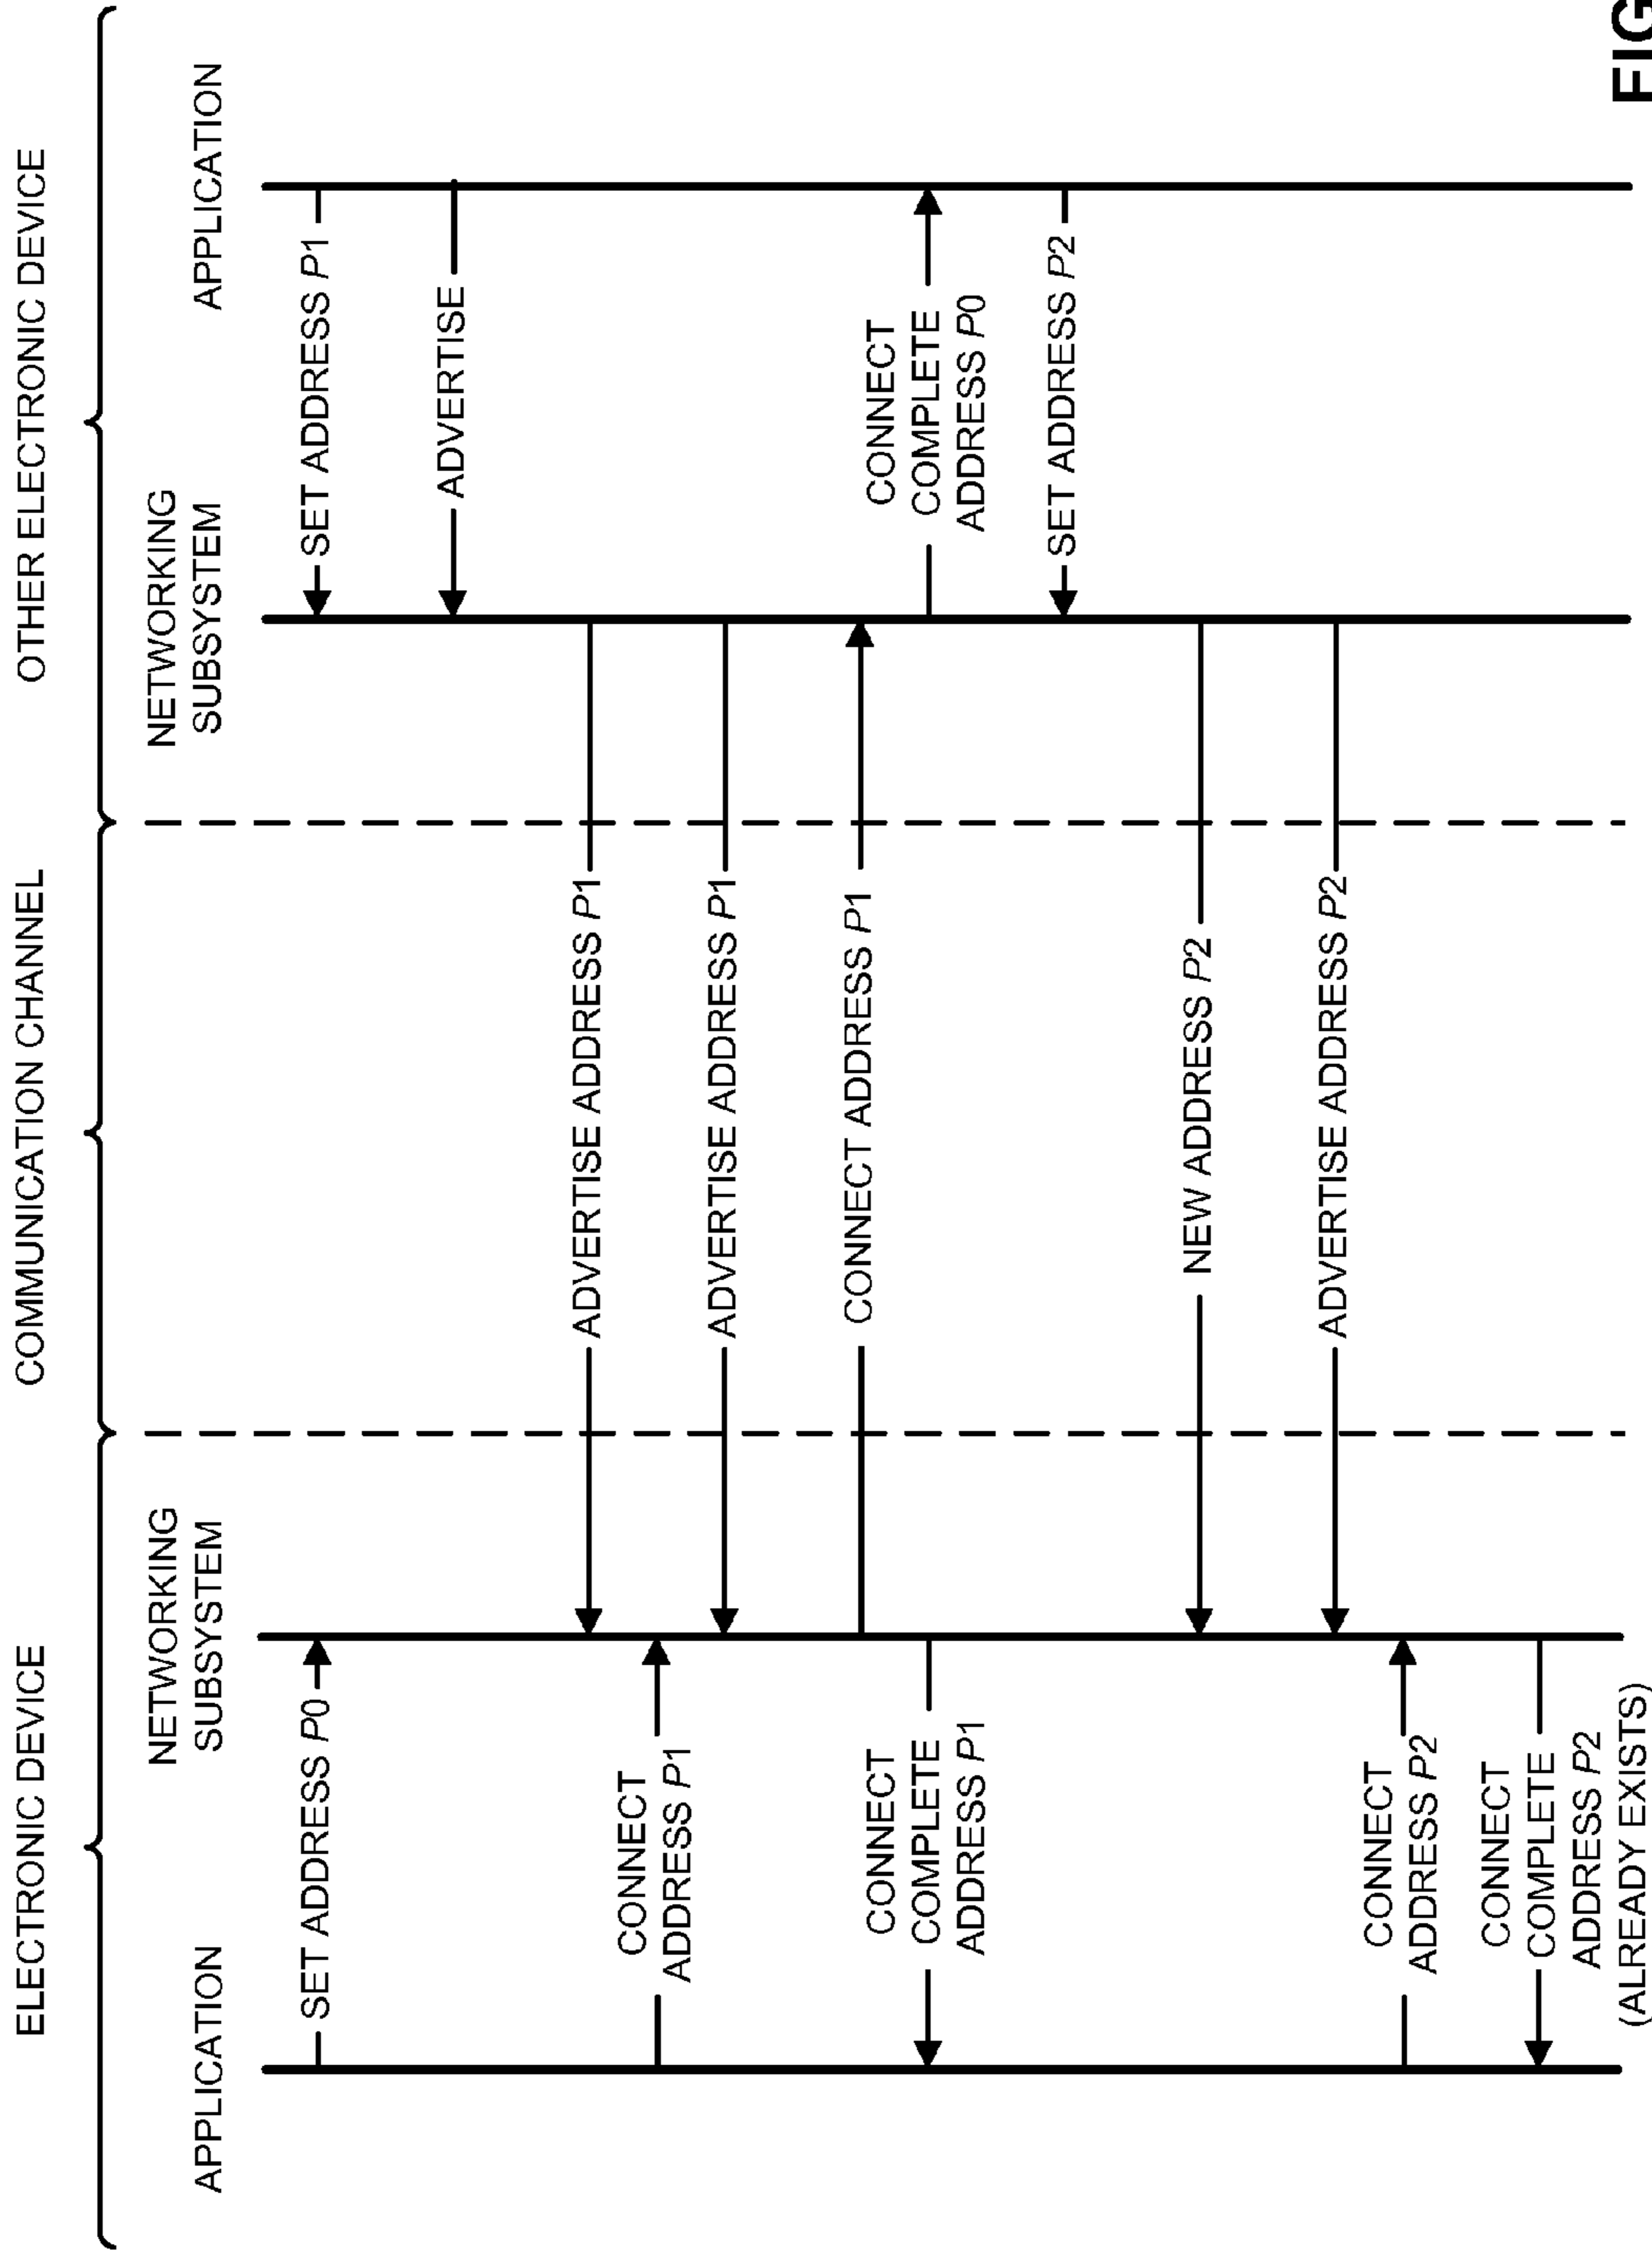 ELECTRONIC DEVICE
COMMUNICATION CHANNEL
OTHER ELECTRONIC DEVICE
APPLICATION
NETWORKING
SUBSYSTEM
NETWORKING
SUBSYSTEM
APPLICATION
SET ADDRESS P0
SET ADDRESS P1
ADVERTISE
ADVERTISE ADDRESS P1
CONNECT
ADDRESS P1
ADVERTISE ADDRESS P1
CONNECT ADDRESS P1
CONNECT
COMPLETE
ADDRESS P1
CONNECT
COMPLETE
ADDRESS P0
SET ADDRESS P2
NEW ADDRESS P2
ADVERTISE ADDRESS P2
CONNECT
ADDRESS P2
CONNECT
COMPLETE
ADDRESS P2
(ALREADY EXISTS)
FIG